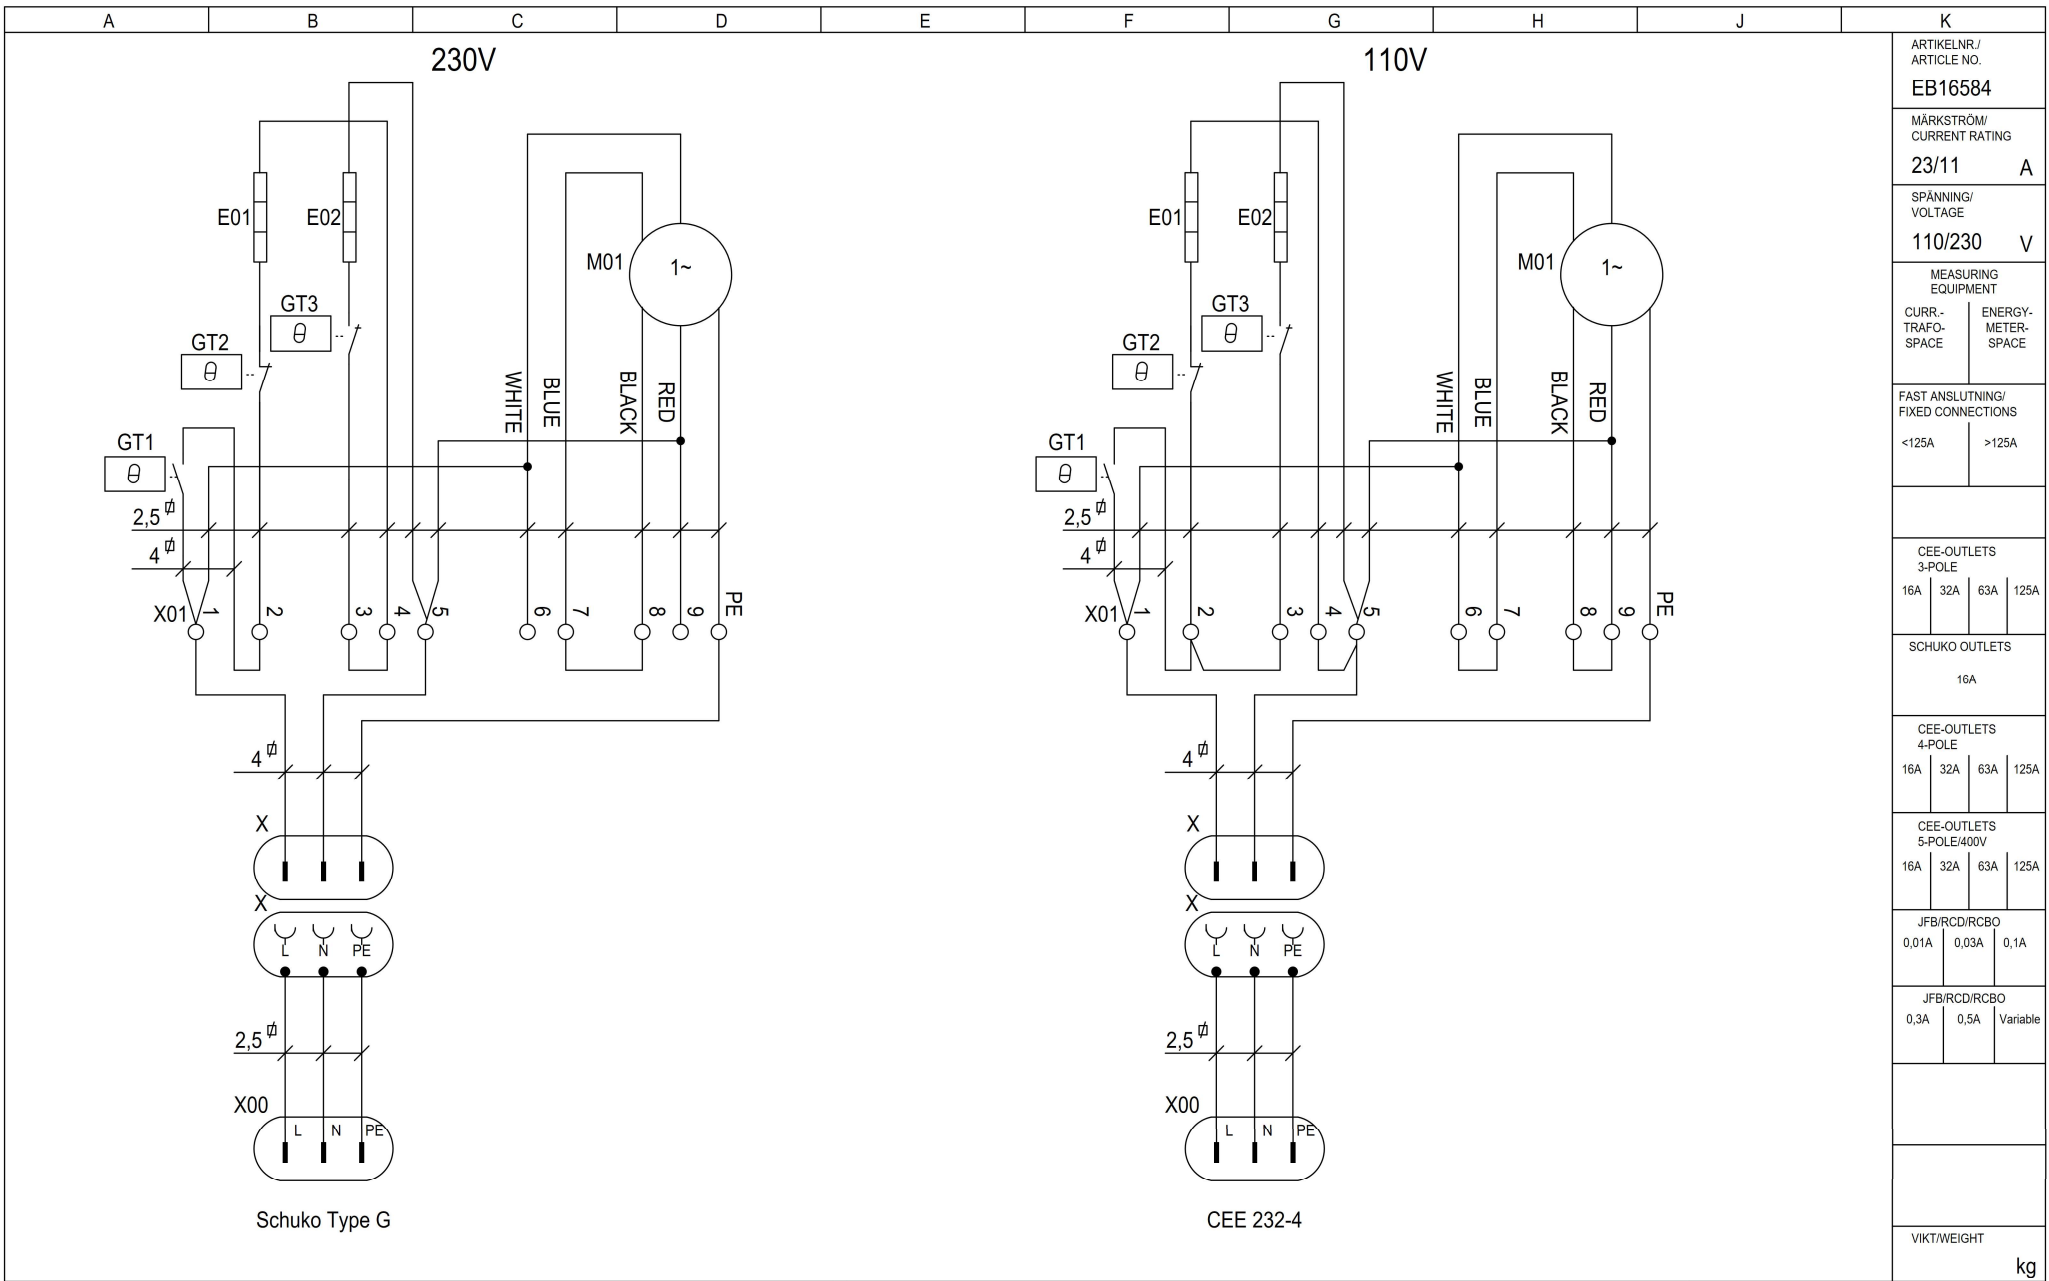 A B C D E F G H J K
230V
110V
E01
E02
M01
1~
GT3
θ
GT2
θ
GT1
θ
WHITE
BLUE
BLACK
RED
2,5
4
X01
1 2 3 4 5 6 7 8 9 PE
4
X
X
L N PE
2,5
X00
L N PE
Schuko Type G
E01
E02
M01
1~
GT3
θ
GT2
θ
GT1
θ
WHITE
BLUE
BLACK
RED
2,5
4
X01
1 2 3 4 5 6 7 8 9 PE
4
X
X
L N PE
2,5
X00
L N PE
CEE 232-4
ARTIKELNR./
ARTICLE NO.
EB16584
MÄRKSTRÖM/
CURRENT RATING
23/11 A
SPÄNNING/
VOLTAGE
110/230 V
MEASURING
EQUIPMENT
CURR.- ENERGY-
TRAFO- METER-
SPACE SPACE
FAST ANSLUTNING/
FIXED CONNECTIONS
<125A >125A
CEE-OUTLETS
3-POLE
16A 32A 63A 125A
SCHUKO OUTLETS
16A
CEE-OUTLETS
4-POLE
16A 32A 63A 125A
CEE-OUTLETS
5-POLE/400V
16A 32A 63A 125A
JFB/RCD/RCBO
0,01A 0,03A 0,1A
JFB/RCD/RCBO
0,3A 0,5A Variable
VIKT/WEIGHT
kg